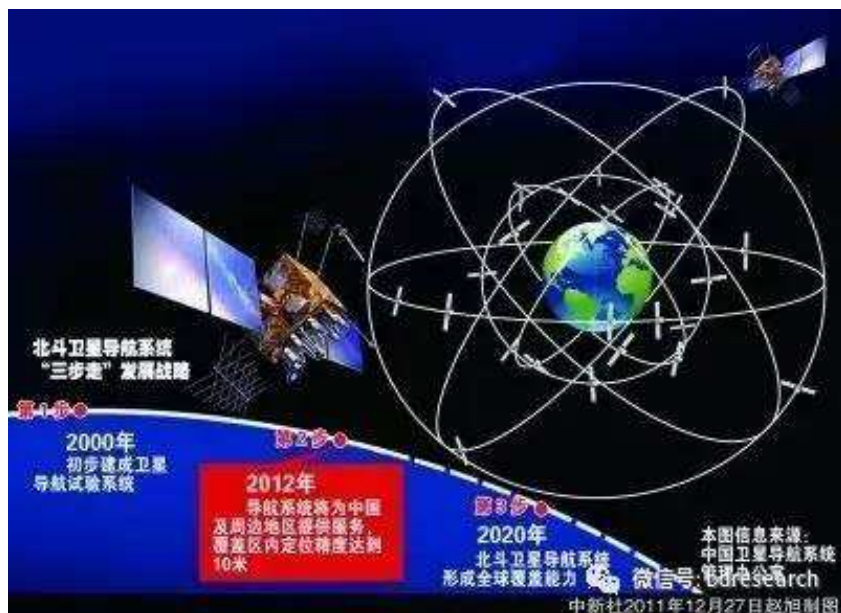 北斗卫星导航系统
“三步走”发展战略
第1步
2000年
初步建成卫星
导航试验系统
第2步
2012年
导航系统将为中国
及周边地区提供服务，
覆盖区内定位精度达到
10米
第3步
2020年
北斗卫星导航系统
形成全球覆盖能力
本图信息来源：
中国卫星导航系统
管理办公室
微信号: bdresearch
中新社2011年12月27日赵旭制图